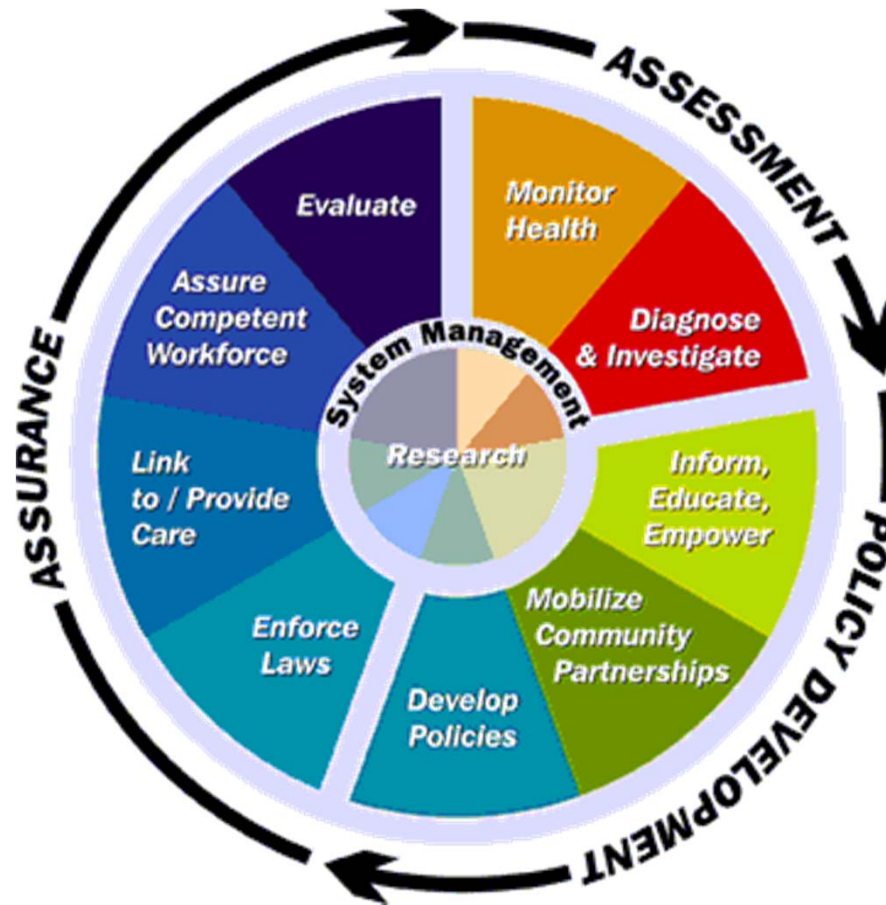 ASSESSMENT
Monitor
Health
Diagnose
& Investigate
Inform,
Educate,
Empower
POLICY DEVELOPMENT
Mobilize
Community
Partnerships
Develop
Policies
Enforce
Laws
Link
to / Provide
Care
ASSURANCE
Assure
Competent
Workforce
Evaluate
System Management
Research